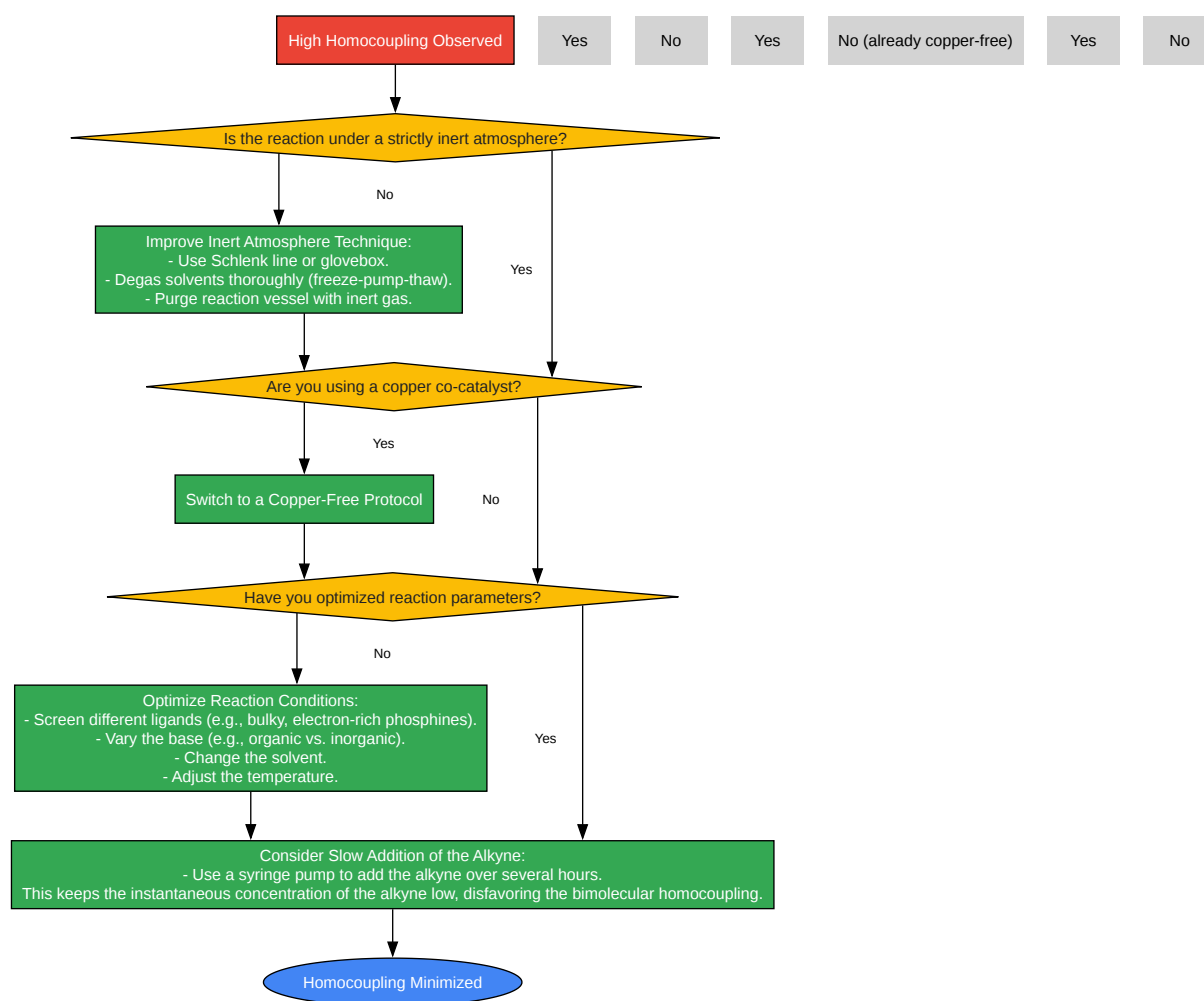 High Homocoupling Observed
Yes
No
Yes
No (already copper-free)
Yes
No
Is the reaction under a strictly inert atmosphere?
No
Improve Inert Atmosphere Technique:
- Use Schlenk line or glovebox.
- Degas solvents thoroughly (freeze-pump-thaw).
- Purge reaction vessel with inert gas.
Yes
Are you using a copper co-catalyst?
Yes
Switch to a Copper-Free Protocol
No
Have you optimized reaction parameters?
No
Optimize Reaction Conditions:
- Screen different ligands (e.g., bulky, electron-rich phosphines).
- Vary the base (e.g., organic vs. inorganic).
- Change the solvent.
- Adjust the temperature.
Yes
Consider Slow Addition of the Alkyne:
- Use a syringe pump to add the alkyne over several hours.
This keeps the instantaneous concentration of the alkyne low, disfavoring the bimolecular homocoupling.
Homocoupling Minimized